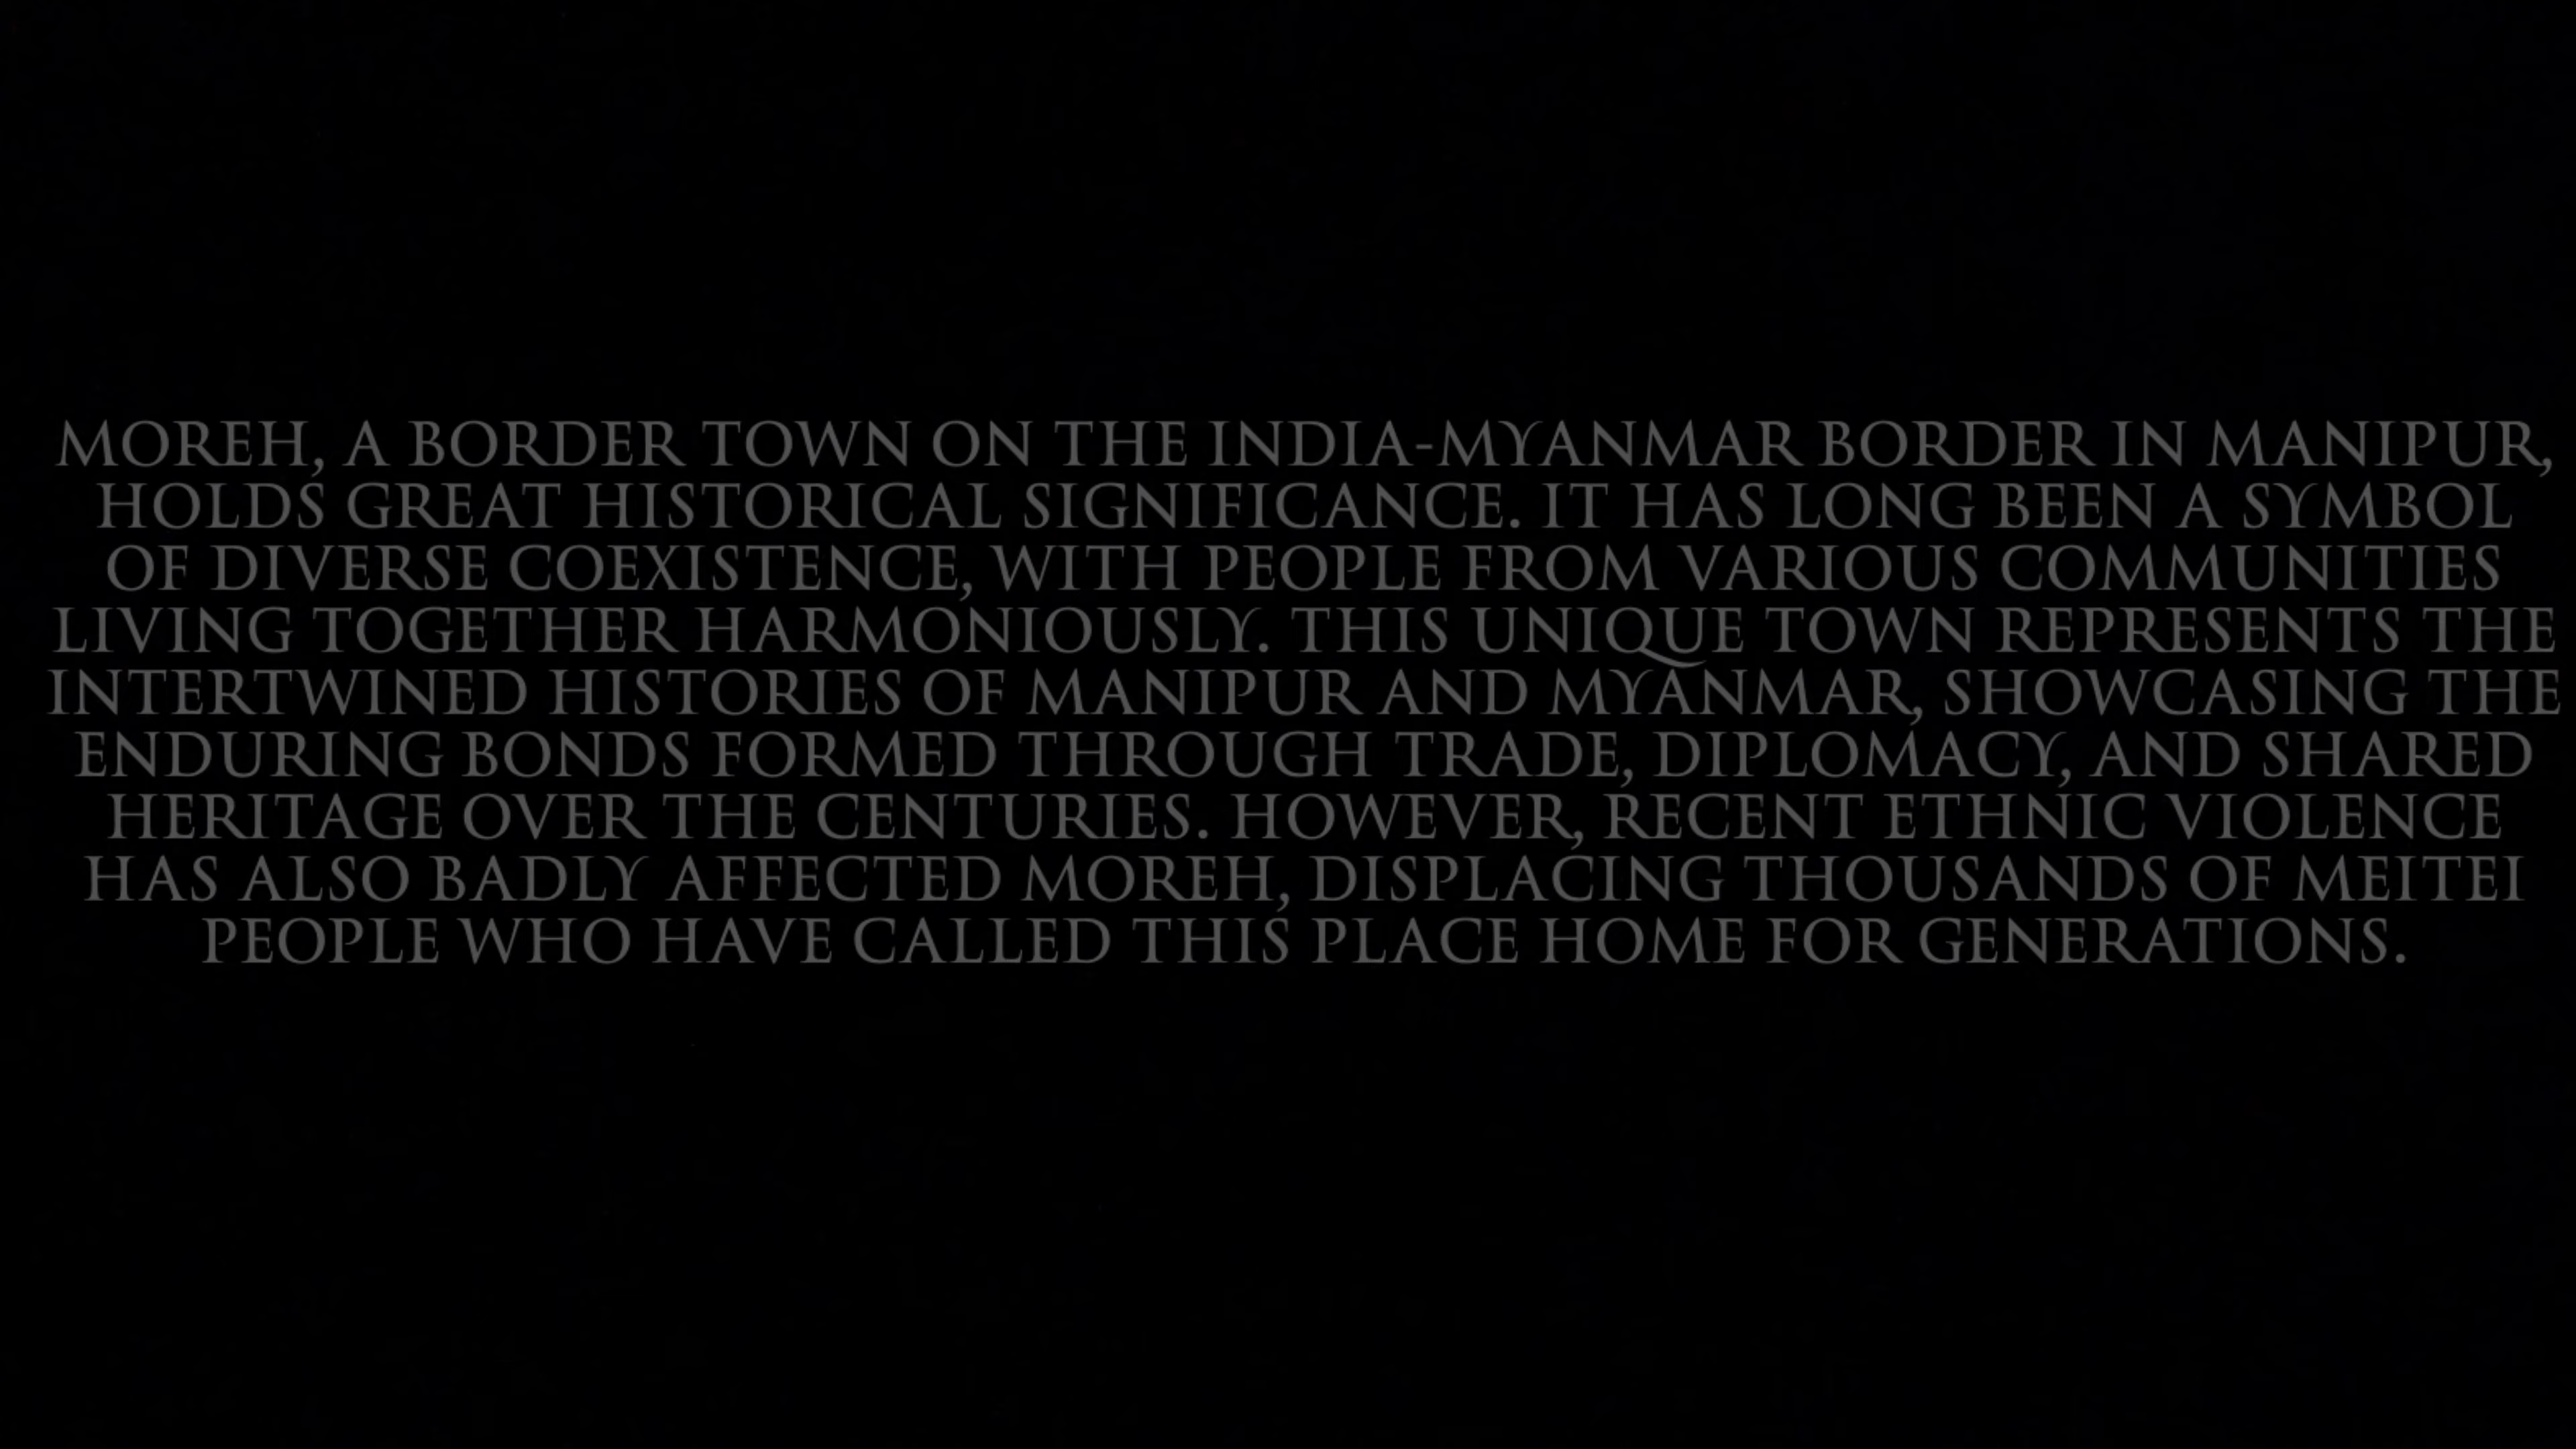 MOREH, A BORDER TOWN ON THE INDIA-MYANMAR BORDER IN MANIPUR,
HOLDS GREAT HISTORICAL SIGNIFICANCE. IT HAS LONG BEEN A SYMBOL
OF DIVERSE COEXISTENCE, WITH PEOPLE FROM VARIOUS COMMUNITIES
LIVING TOGETHER HARMONIOUSLY. THIS UNIQUE TOWN REPRESENTS THE
INTERTWINED HISTORIES OF MANIPUR AND MYANMAR, SHOWCASING THE
ENDURING BONDS FORMED THROUGH TRADE, DIPLOMACY, AND SHARED
HERITAGE OVER THE CENTURIES. HOWEVER, RECENT ETHNIC VIOLENCE
HAS ALSO BADLY AFFECTED MOREH, DISPLACING THOUSANDS OF MEITEI
PEOPLE WHO HAVE CALLED THIS PLACE HOME FOR GENERATIONS.